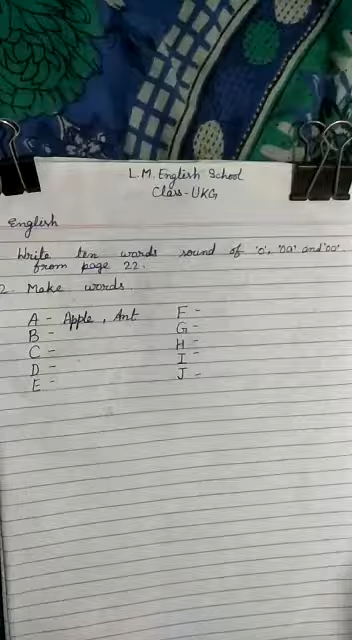 L.M. English School
Class - UKG
English
Write ten words sound of 'o', 'oa' and 'oo'
from page 22.
2. Make words
A - Apple, Ant
B -
C -
D -
E -
F -
G -
H -
I -
J -